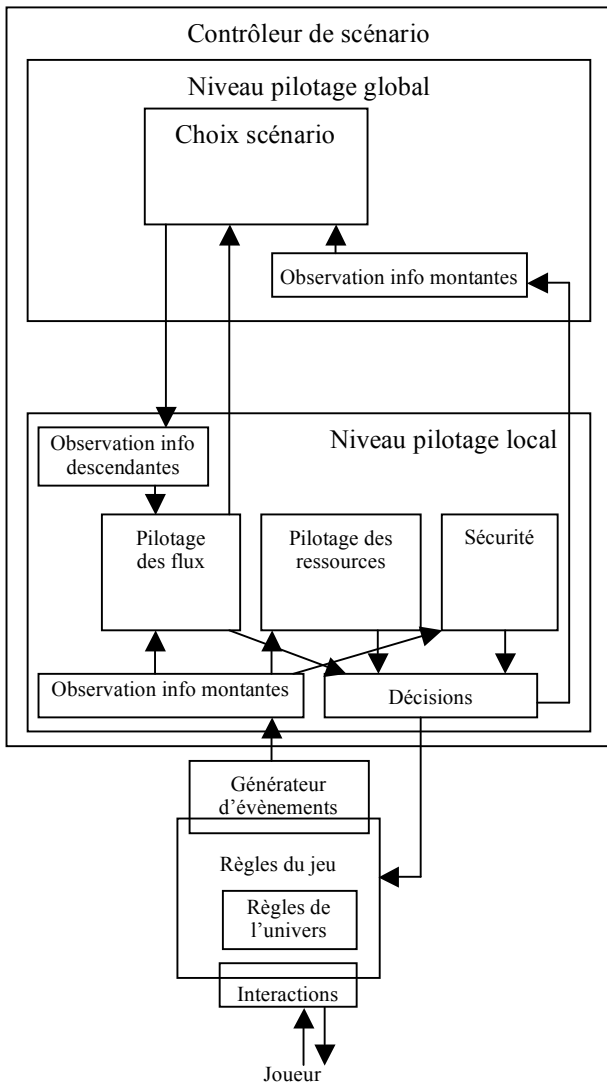 Contrôleur de scénario
Niveau pilotage global
Choix scénario
Observation info montantes
Niveau pilotage local
Observation info
descendantes
Pilotage
des flux
Pilotage des
ressources
Sécurité
Observation info montantes
Décisions
Générateur
d'évènements
Règles du jeu
Règles de
l'univers
Interactions
Joueur